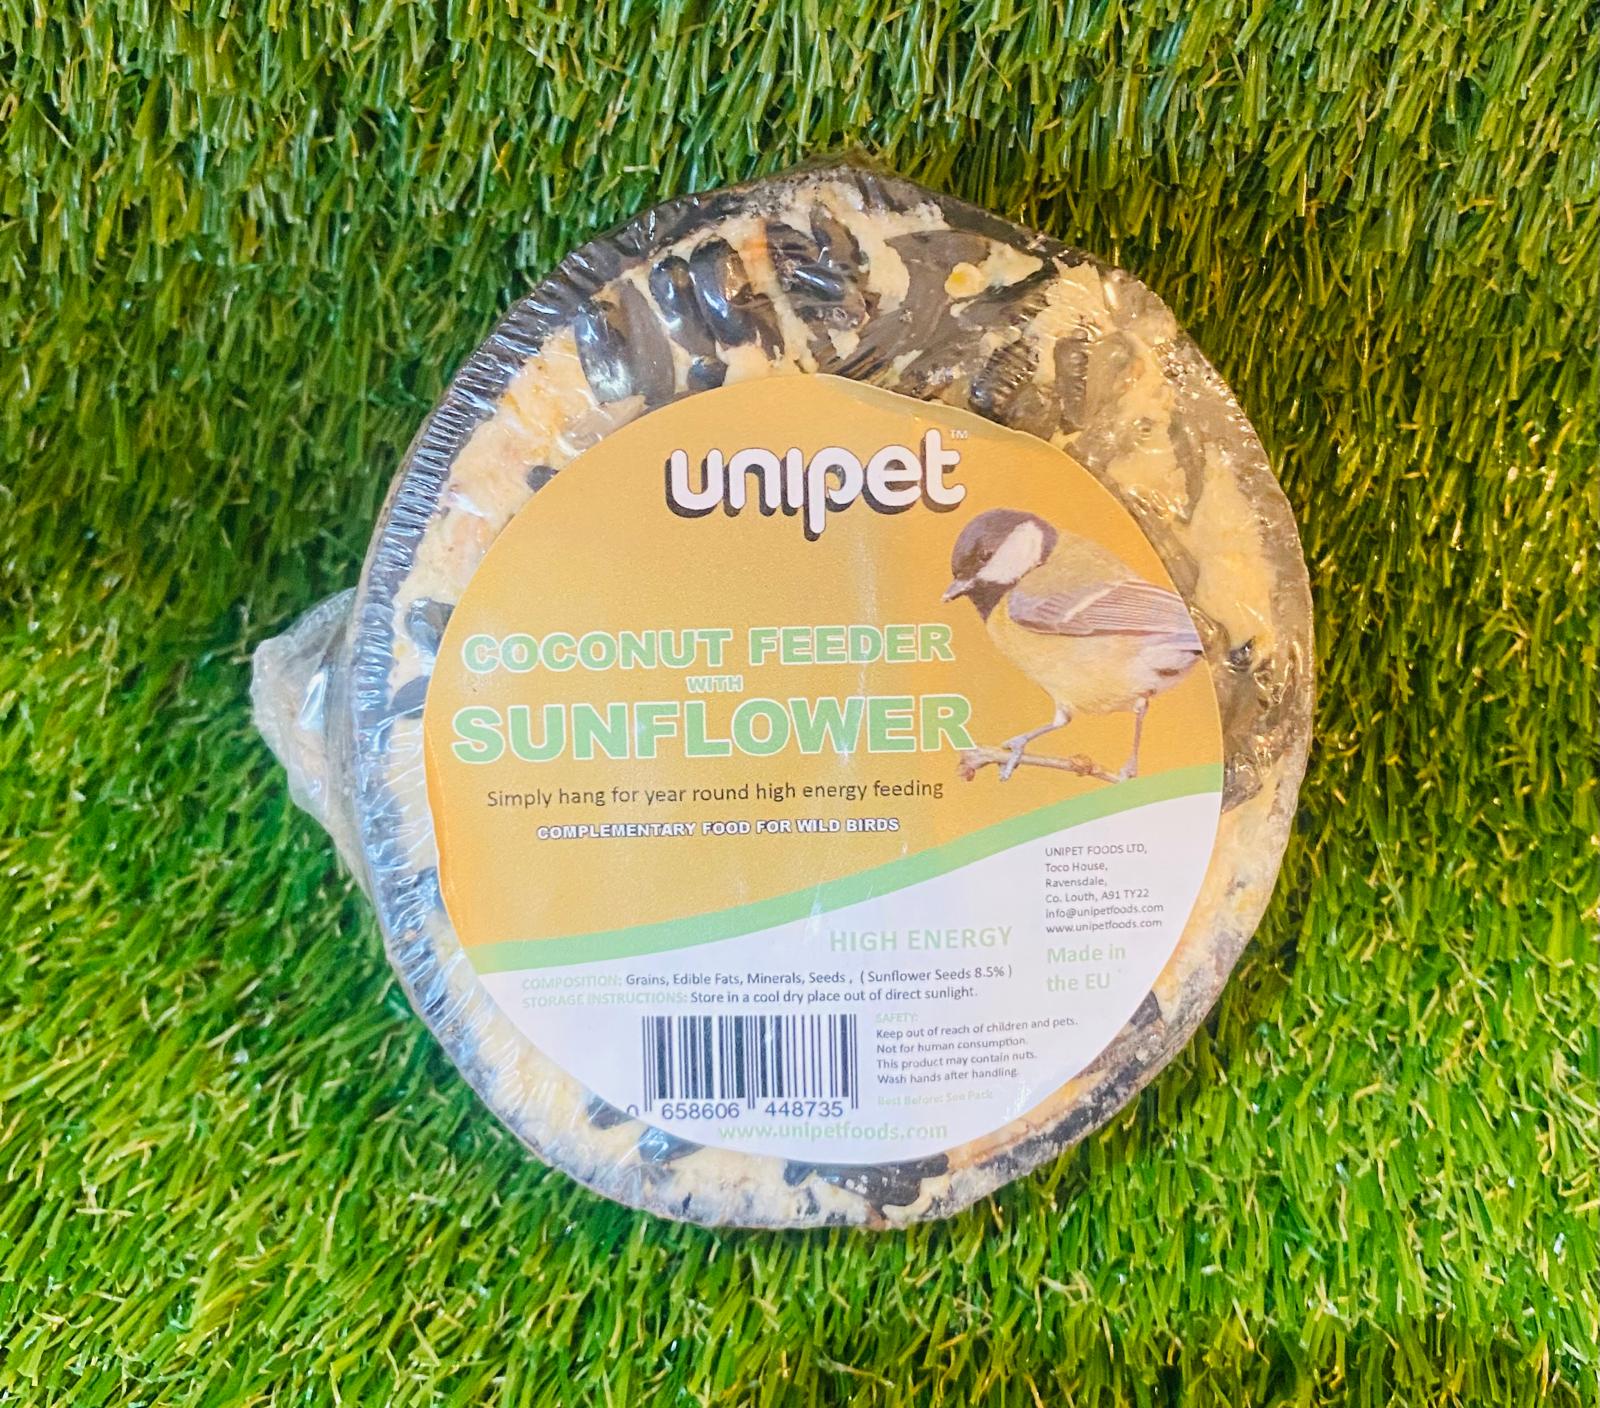 unipet™
COCONUT FEEDER
WITH
SUNFLOWER
Simply hang for year round high energy feeding
COMPLEMENTARY FOOD FOR WILD BIRDS
UNIPET FOODS LTD,
Toco House,
Ravensdale,
Co. Louth, A91 TY22
info@unipetfoods.com
www.unipetfoods.com
Made in
the EU
HIGH ENERGY
COMPOSITION: Grains, Edible Fats, Minerals, Seeds , ( Sunflower Seeds 8.5% )
STORAGE INSTRUCTIONS: Store in a cool dry place out of direct sunlight.
SAFETY:
Keep out of reach of children and pets.
Not for human consumption.
This product may contain nuts.
Wash hands after handling.
Best Before: See Pack
0 658606 448735
www.unipetfoods.com